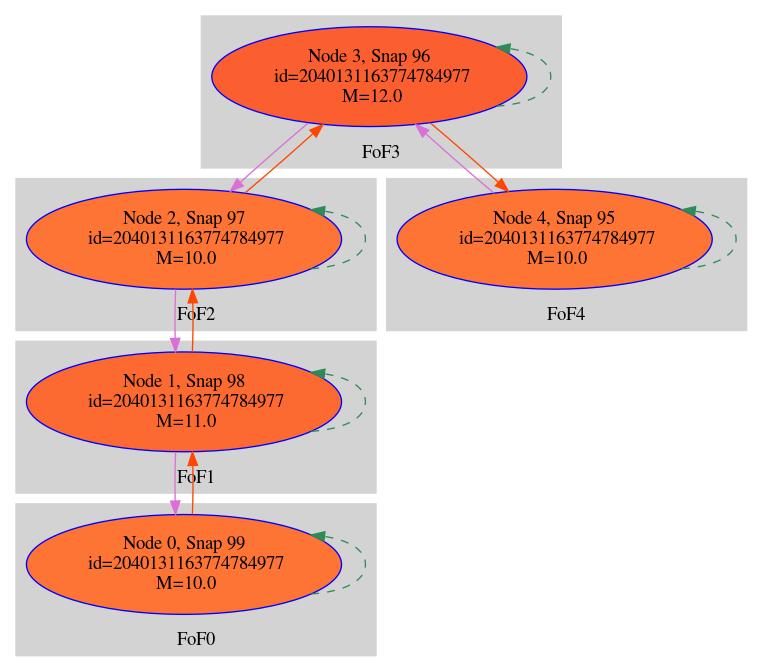 Node 3, Snap 96
id=2040131163774784977
M=12.0
FoF3
Node 2, Snap 97
id=2040131163774784977
M=10.0
FoF2
Node 4, Snap 95
id=2040131163774784977
M=10.0
FoF4
Node 1, Snap 98
id=2040131163774784977
M=11.0
FoF1
Node 0, Snap 99
id=2040131163774784977
M=10.0
FoF0